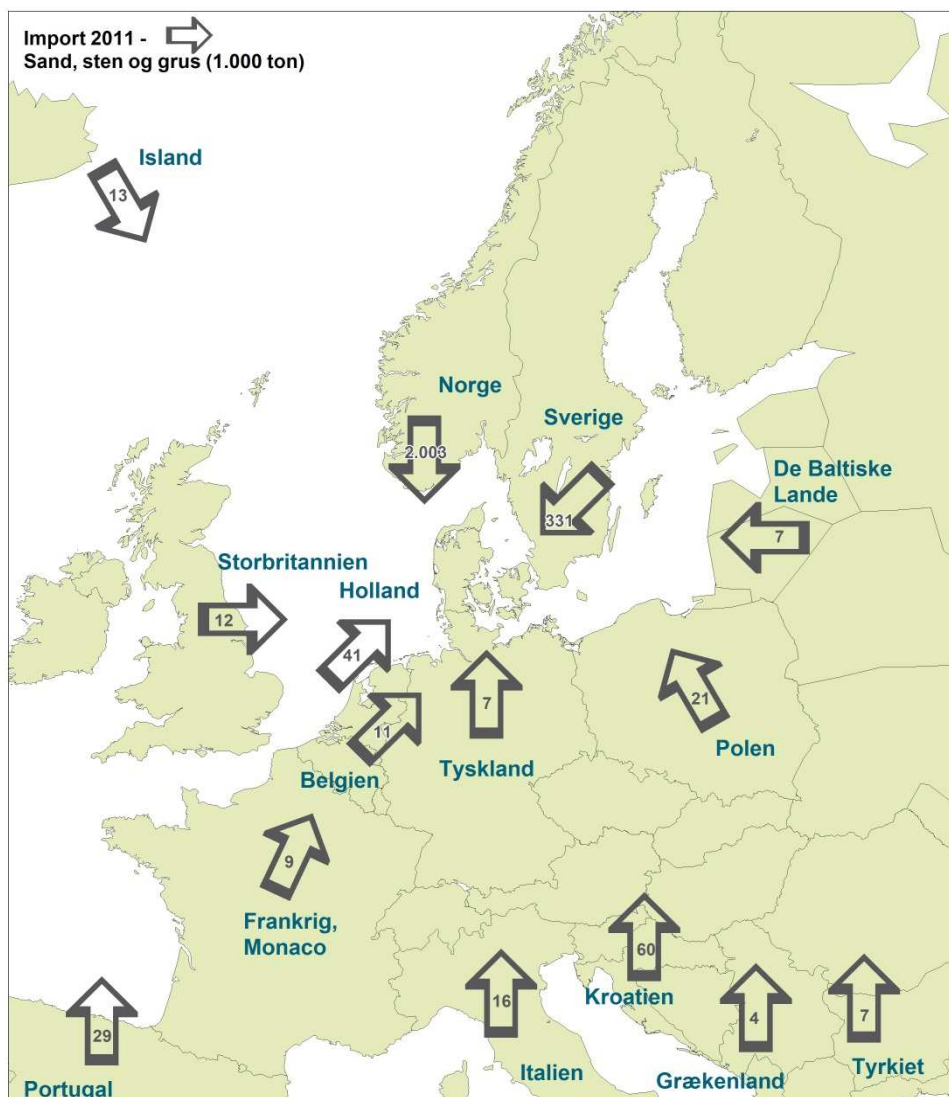 Import 2011 -
Sand, sten og grus (1.000 ton)
Island
13
Norge
2.003
Sverige
331
De Baltiske
Lande
7
Storbritannien
12
Holland
41
Belgien
11
Tyskland
7
Polen
21
Frankrig,
Monaco
9
Kroatien
60
Portugal
29
Italien
16
Grækenland
4
Tyrkiet
7